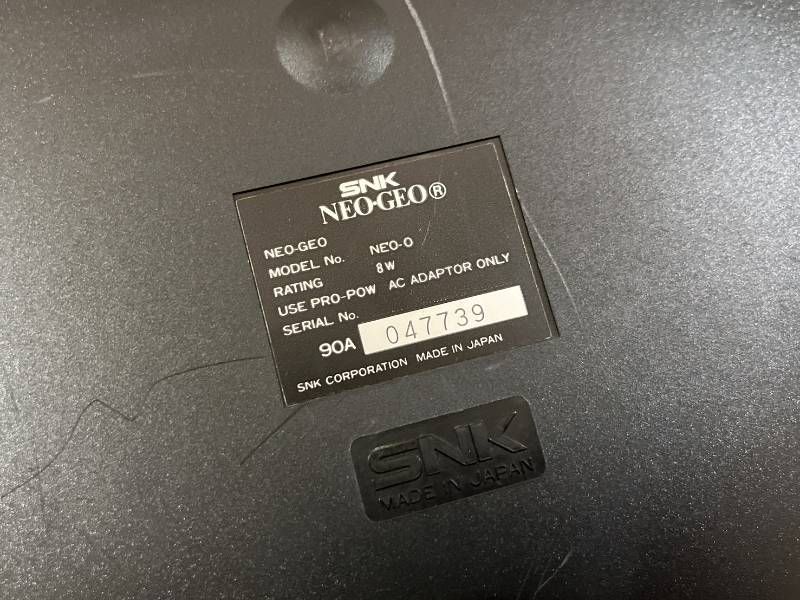 SNK
NEO·GEO®
NEO-GEO
MODEL No. NEO-O
RATING 8W
USE PRO-POW AC ADAPTOR ONLY
SERIAL No.
90A 047739
SNK CORPORATION MADE IN JAPAN
SNK
MADE IN JAPAN